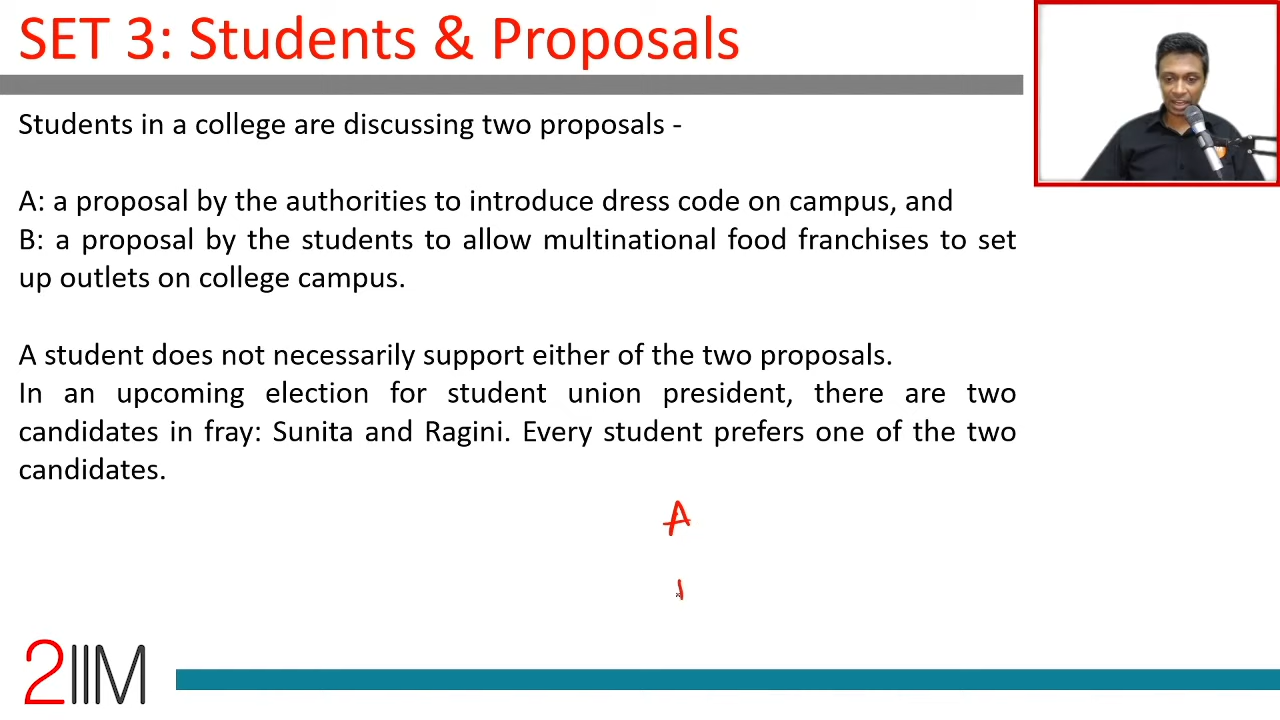 SET 3: Students & Proposals
Students in a college are discussing two proposals -
A: a proposal by the authorities to introduce dress code on campus, and
B: a proposal by the students to allow multinational food franchises to set
up outlets on college campus.
A student does not necessarily support either of the two proposals.
In an upcoming election for student union president, there are two
candidates in fray: Sunita and Ragini. Every student prefers one of the two
candidates.
A
2IIM